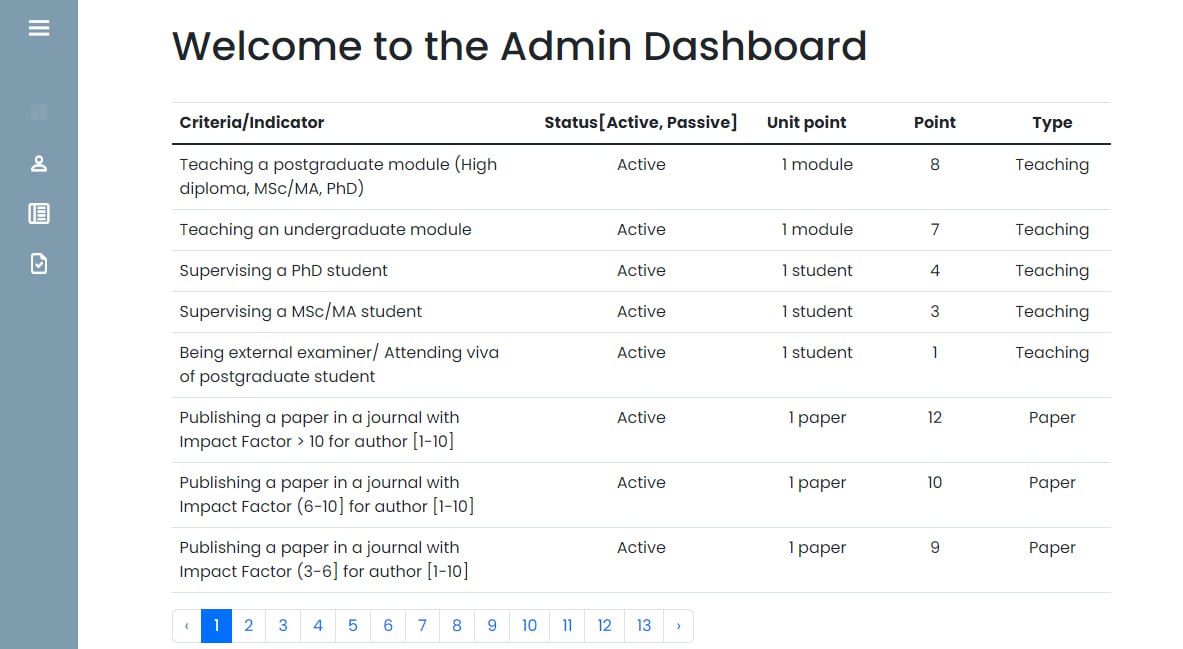 Welcome to the Admin Dashboard
Criteria/Indicator Status[Active, Passive] Unit point Point Type
Teaching a postgraduate module (High Active 1 module 8 Teaching
diploma, MSc/MA, PhD)
Teaching an undergraduate module Active 1 module 7 Teaching
Supervising a PhD student Active 1 student 4 Teaching
Supervising a MSc/MA student Active 1 student 3 Teaching
Being external examiner/ Attending viva Active 1 student 1 Teaching
of postgraduate student
Publishing a paper in a journal with Active 1 paper 12 Paper
Impact Factor > 10 for author [1-10]
Publishing a paper in a journal with Active 1 paper 10 Paper
Impact Factor (6-10] for author [1-10]
Publishing a paper in a journal with Active 1 paper 9 Paper
Impact Factor (3-6] for author [1-10]
‹ 1 2 3 4 5 6 7 8 9 10 11 12 13 ›